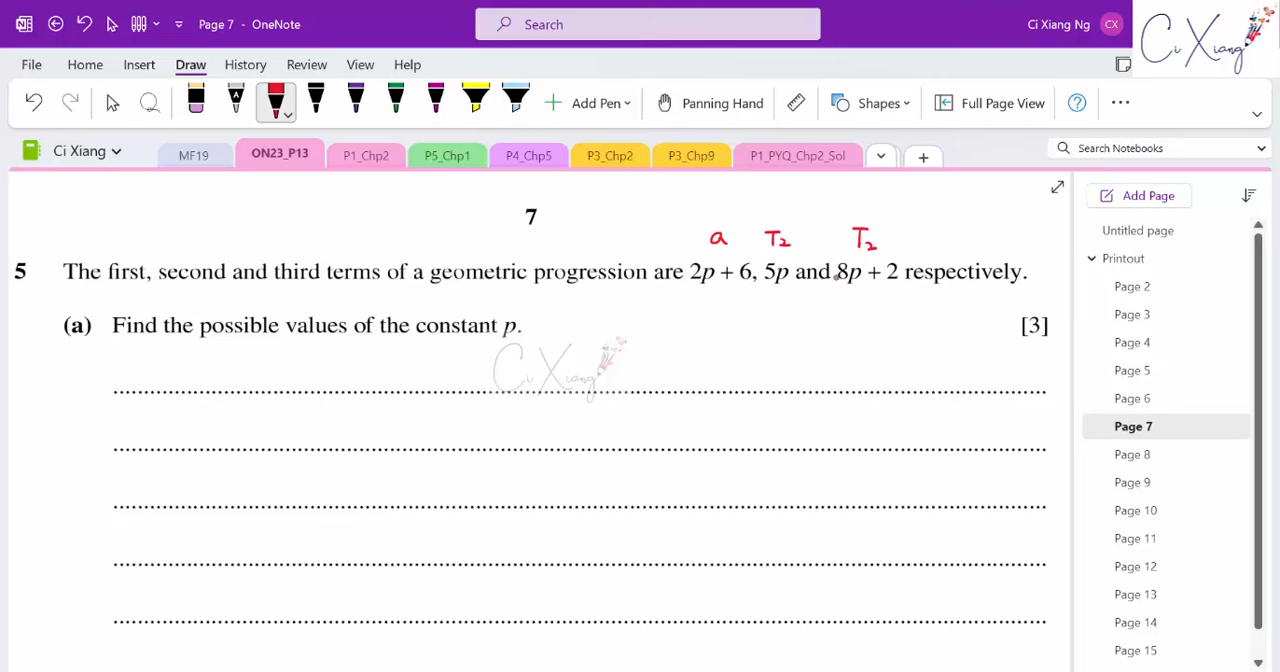 Page 7 - OneNote
Search
Ci Xiang Ng
CX
Ci Xiang
File Home Insert Draw History Review View Help
A
Add Pen
Panning Hand
Shapes
Full Page View
Ci Xiang
MF19
ON23_P13
P1_Chp2
P5_Chp1
P4_Chp5
P3_Chp2
P3_Chp9
P1_PYQ_Chp2_Sol
Search Notebooks
Add Page
Untitled page
Printout
Page 2
Page 3
Page 4
Page 5
Page 6
Page 7
Page 8
Page 9
Page 10
Page 11
Page 12
Page 13
Page 14
Page 15
7
a T2 T2
5 The first, second and third terms of a geometric progression are 2p + 6, 5p and 8p + 2 respectively.
(a) Find the possible values of the constant p. [3]
Ci Xiang